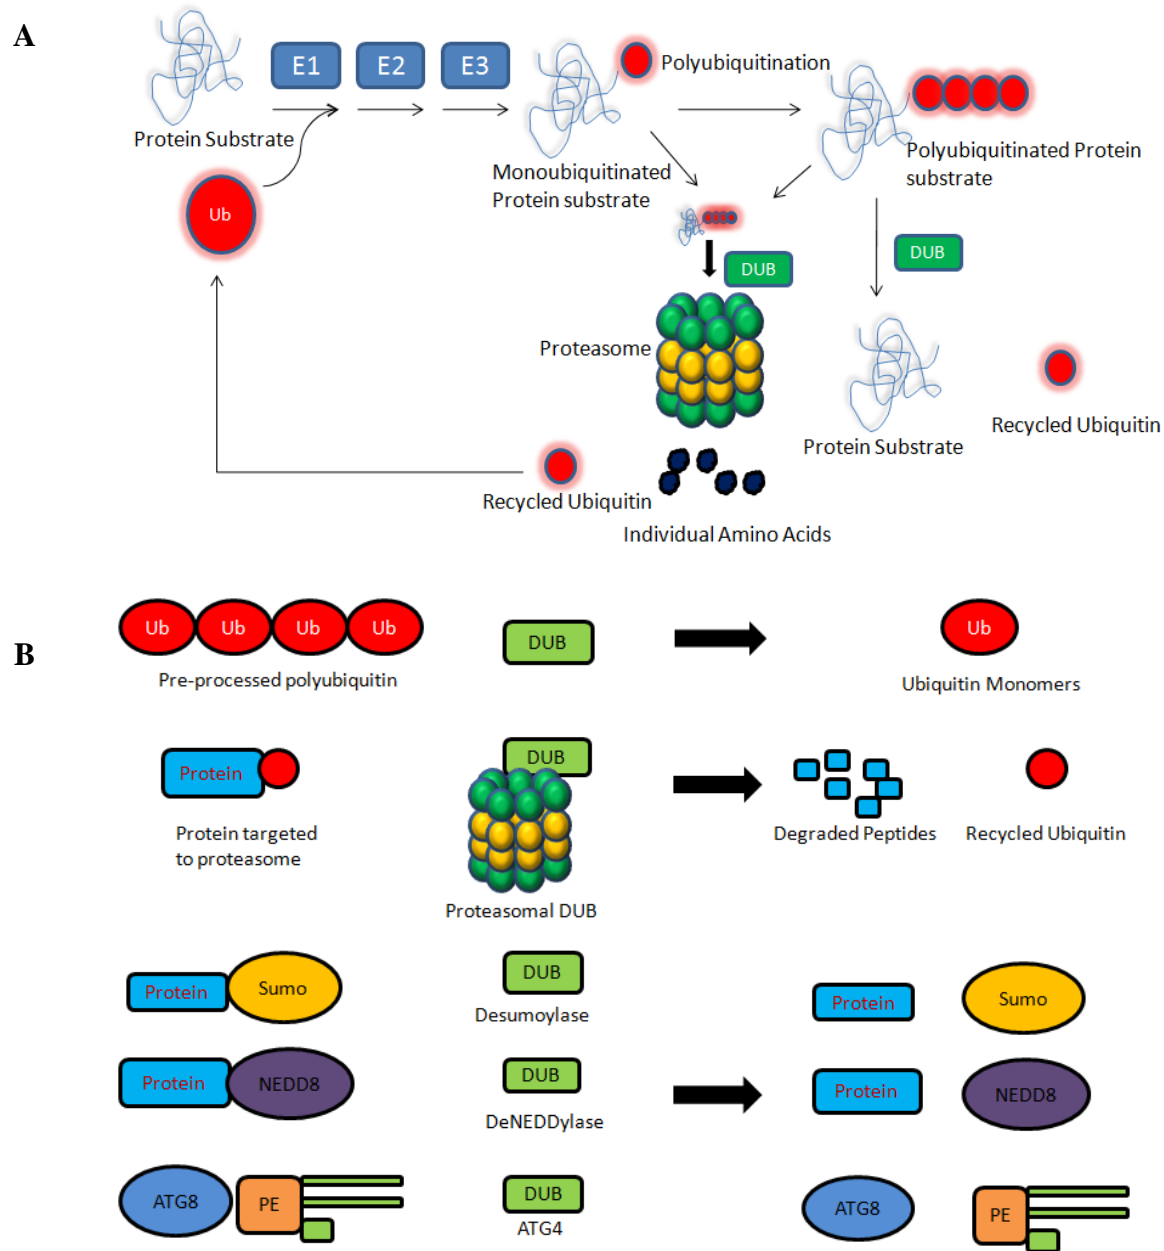 A
E1
E2
E3
Polyubiquitination
Protein Substrate
Monoubiquitinated
Protein substrate
Polyubiquitinated Protein
substrate
Ub
DUB
DUB
Proteasome
Protein Substrate
Recycled Ubiquitin
Recycled Ubiquitin
Individual Amino Acids
B
Ub Ub Ub Ub
DUB
Ub
Pre-processed polyubiquitin
Ubiquitin Monomers
Protein
DUB
Protein targeted
to proteasome
Degraded Peptides
Recycled Ubiquitin
Proteasomal DUB
Protein
Sumo
DUB
Desumoylase
Protein
Sumo
Protein
NEDD8
DUB
DeNEDDylase
Protein
NEDD8
ATG8
PE
DUB
ATG4
ATG8
PE